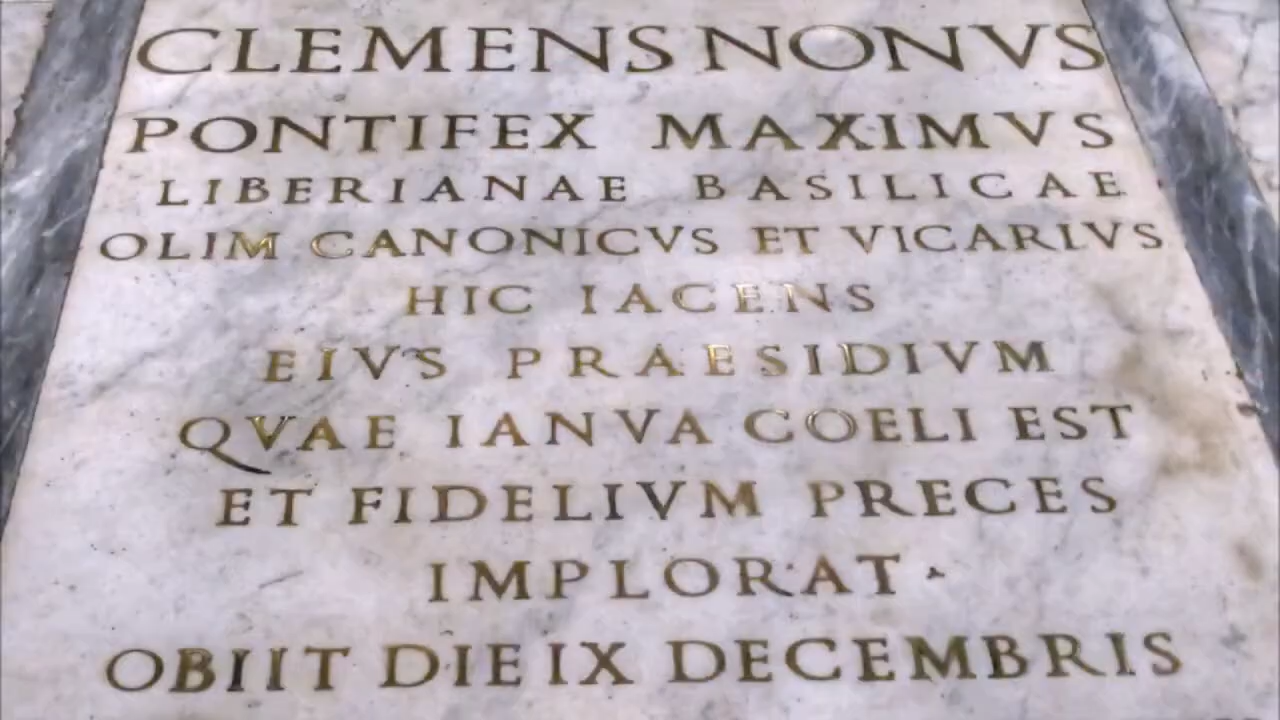 CLEMENS NONVS
PONTIFEX MAXIMVS
LIBERIANAE BASILICAE
OLIM CANONICVS ET VICARIVS
HIC IACENS
EIVS PRAESIDIVM
QVAE IANVA COELI EST
ET FIDELIVM PRECES
IMPLORAT
OBIIT DIE IX DECEMBRIS